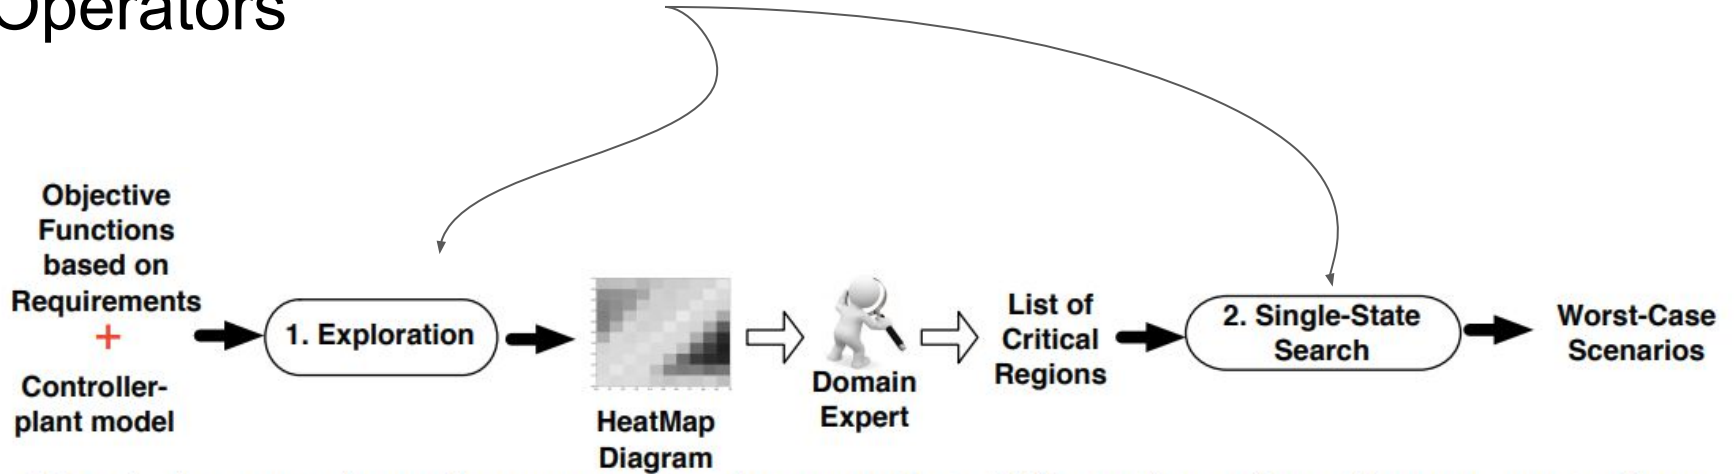 Operators
Objective
Functions
based on
Requirements
+
Controller-
plant model
1. Exploration
HeatMap
Diagram
Domain
Expert
List of
Critical
Regions
2. Single-State
Search
Worst-Case
Scenarios